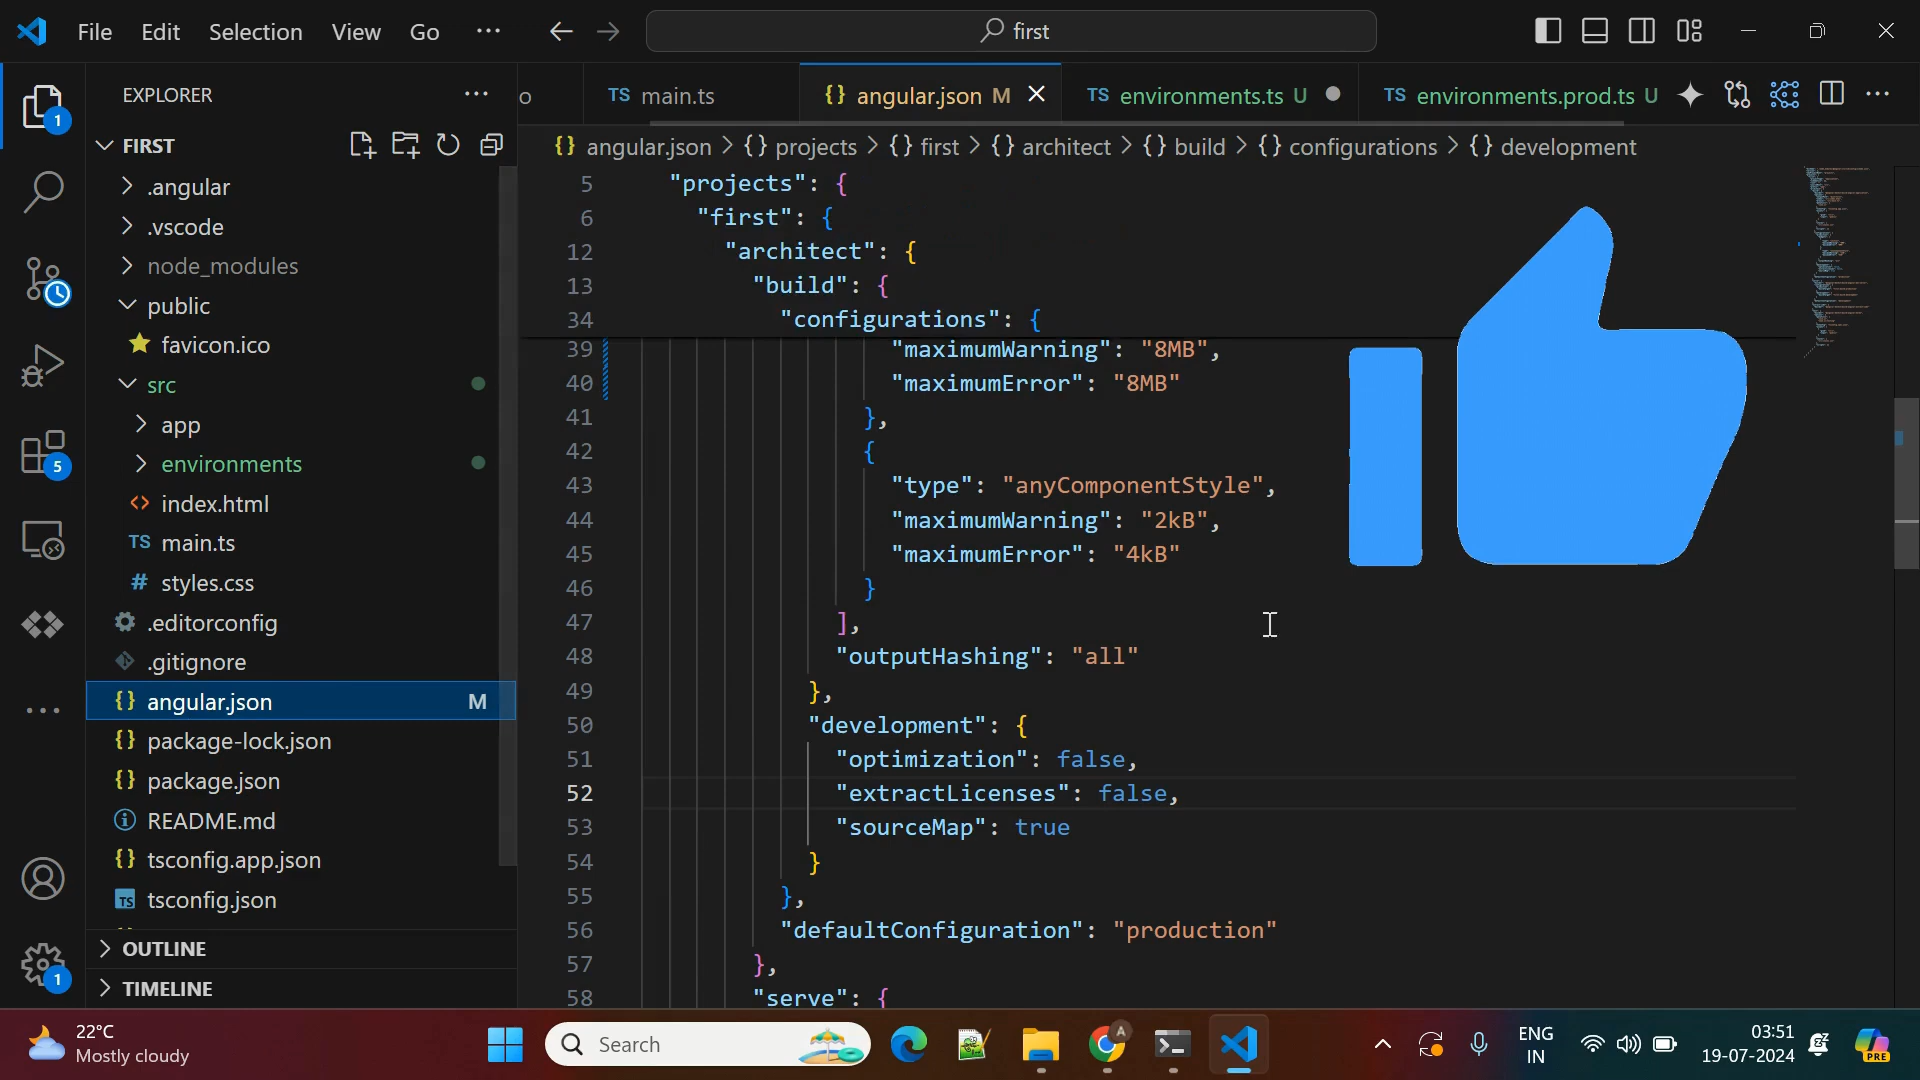 File Edit Selection View Go ... first
EXPLORER ...
o
TS main.ts
{} angular.json M
TS environments.ts U
TS environments.prod.ts U
FIRST
{} angular.json > {} projects > {} first > {} architect > {} build > {} configurations > {} development
.angular
.vscode
node_modules
public
favicon.ico
src
app
environments
<> index.html
TS main.ts
# styles.css
.editorconfig
.gitignore
{} angular.json M
{} package-lock.json
{} package.json
README.md
{} tsconfig.app.json
TS tsconfig.json
OUTLINE
TIMELINE
1
5
1
5 "projects": {
6 "first": {
12 "architect": {
13 "build": {
34 "configurations": {
39 "maximumWarning": "8MB",
40 "maximumError": "8MB"
41 },
42 {
43 "type": "anyComponentStyle",
44 "maximumWarning": "2kB",
45 "maximumError": "4kB"
46 }
47 ],
48 "outputHashing": "all"
49 },
50 "development": {
51 "optimization": false,
52 "extractLicenses": false,
53 "sourceMap": true
54 }
55 },
56 "defaultConfiguration": "production"
57 },
58 "serve": {
22°C
Mostly cloudy
Search
A
ENG
IN
03:51
19-07-2024
PRE